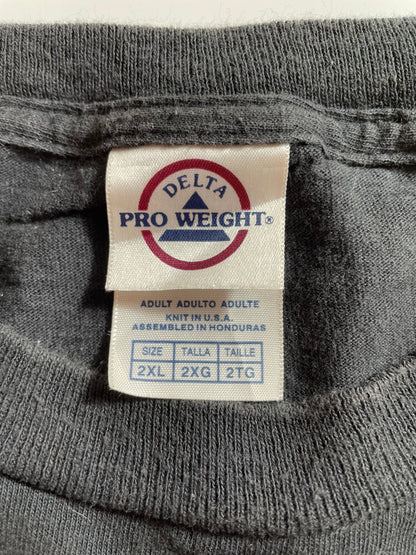 DELTA
PRO WEIGHT®
ADULT ADULTO ADULTE
KNIT IN U.S.A.
ASSEMBLED IN HONDURAS
SIZE TALLA TAILLE
2XL 2XG 2TG